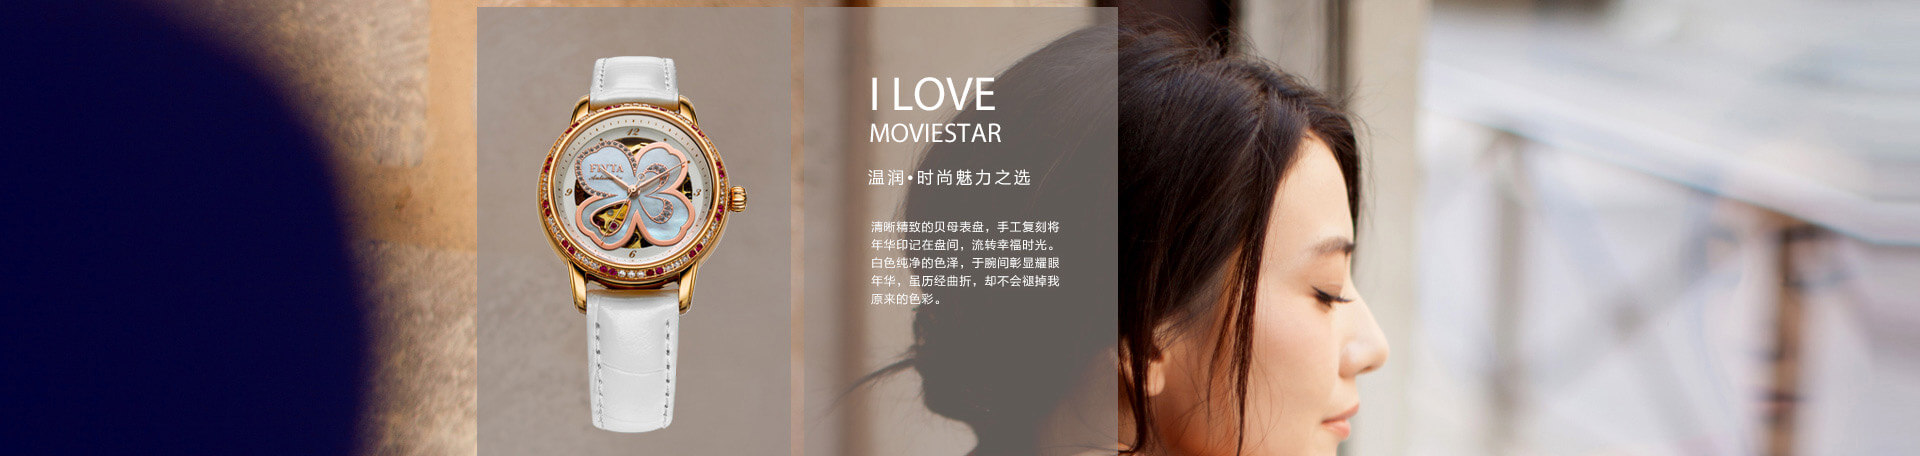 I LOVE
MOVIESTAR
温润•时尚魅力之选
清晰精致的贝母表盘，手工复刻将
年华印记在盘间，流转幸福时光。
白色纯净的色泽，于腕间彰显耀眼
年华，虽历经曲折，却不会褪掉我
原来的色彩。
12
9
6